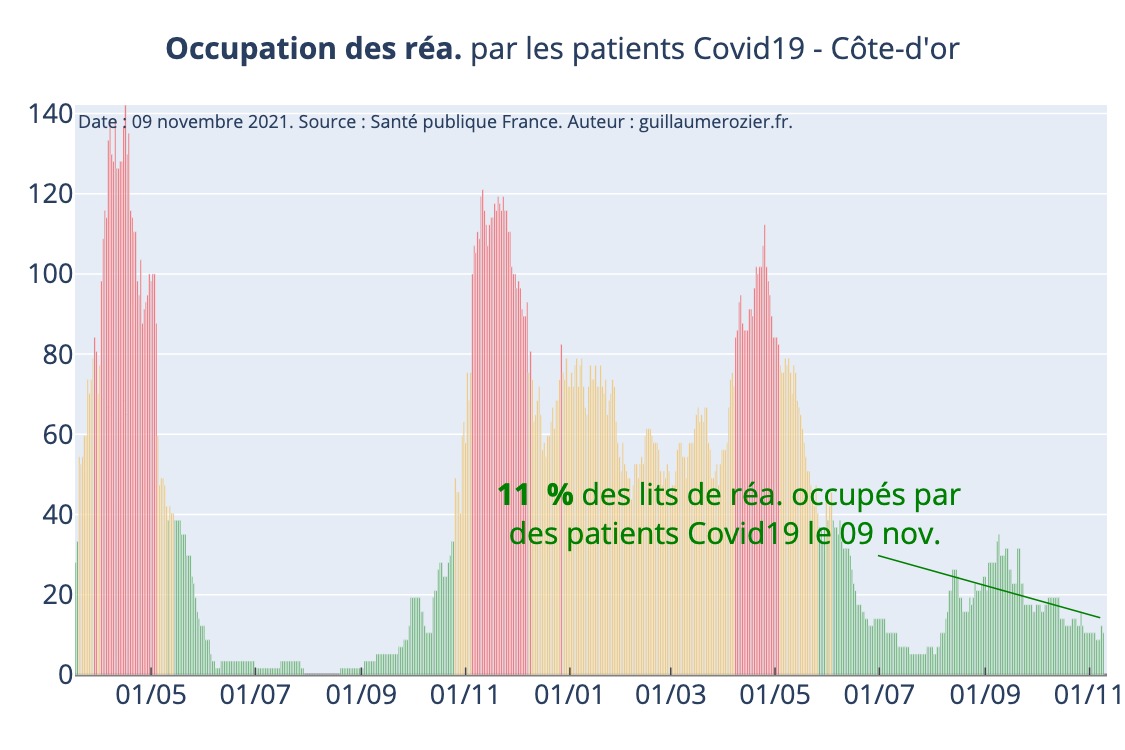 Occupation des réa. par les patients Covid19 - Côte-d'or
140
Date : 09 novembre 2021. Source : Santé publique France. Auteur : guillaumerozier.fr.
120
100
80
60
11 % des lits de réa. occupés par
40
des patients Covid19 le 09 nov.
20
0
01/05 01/07 01/09 01/11 01/01 01/03 01/05 01/07 01/09 01/11